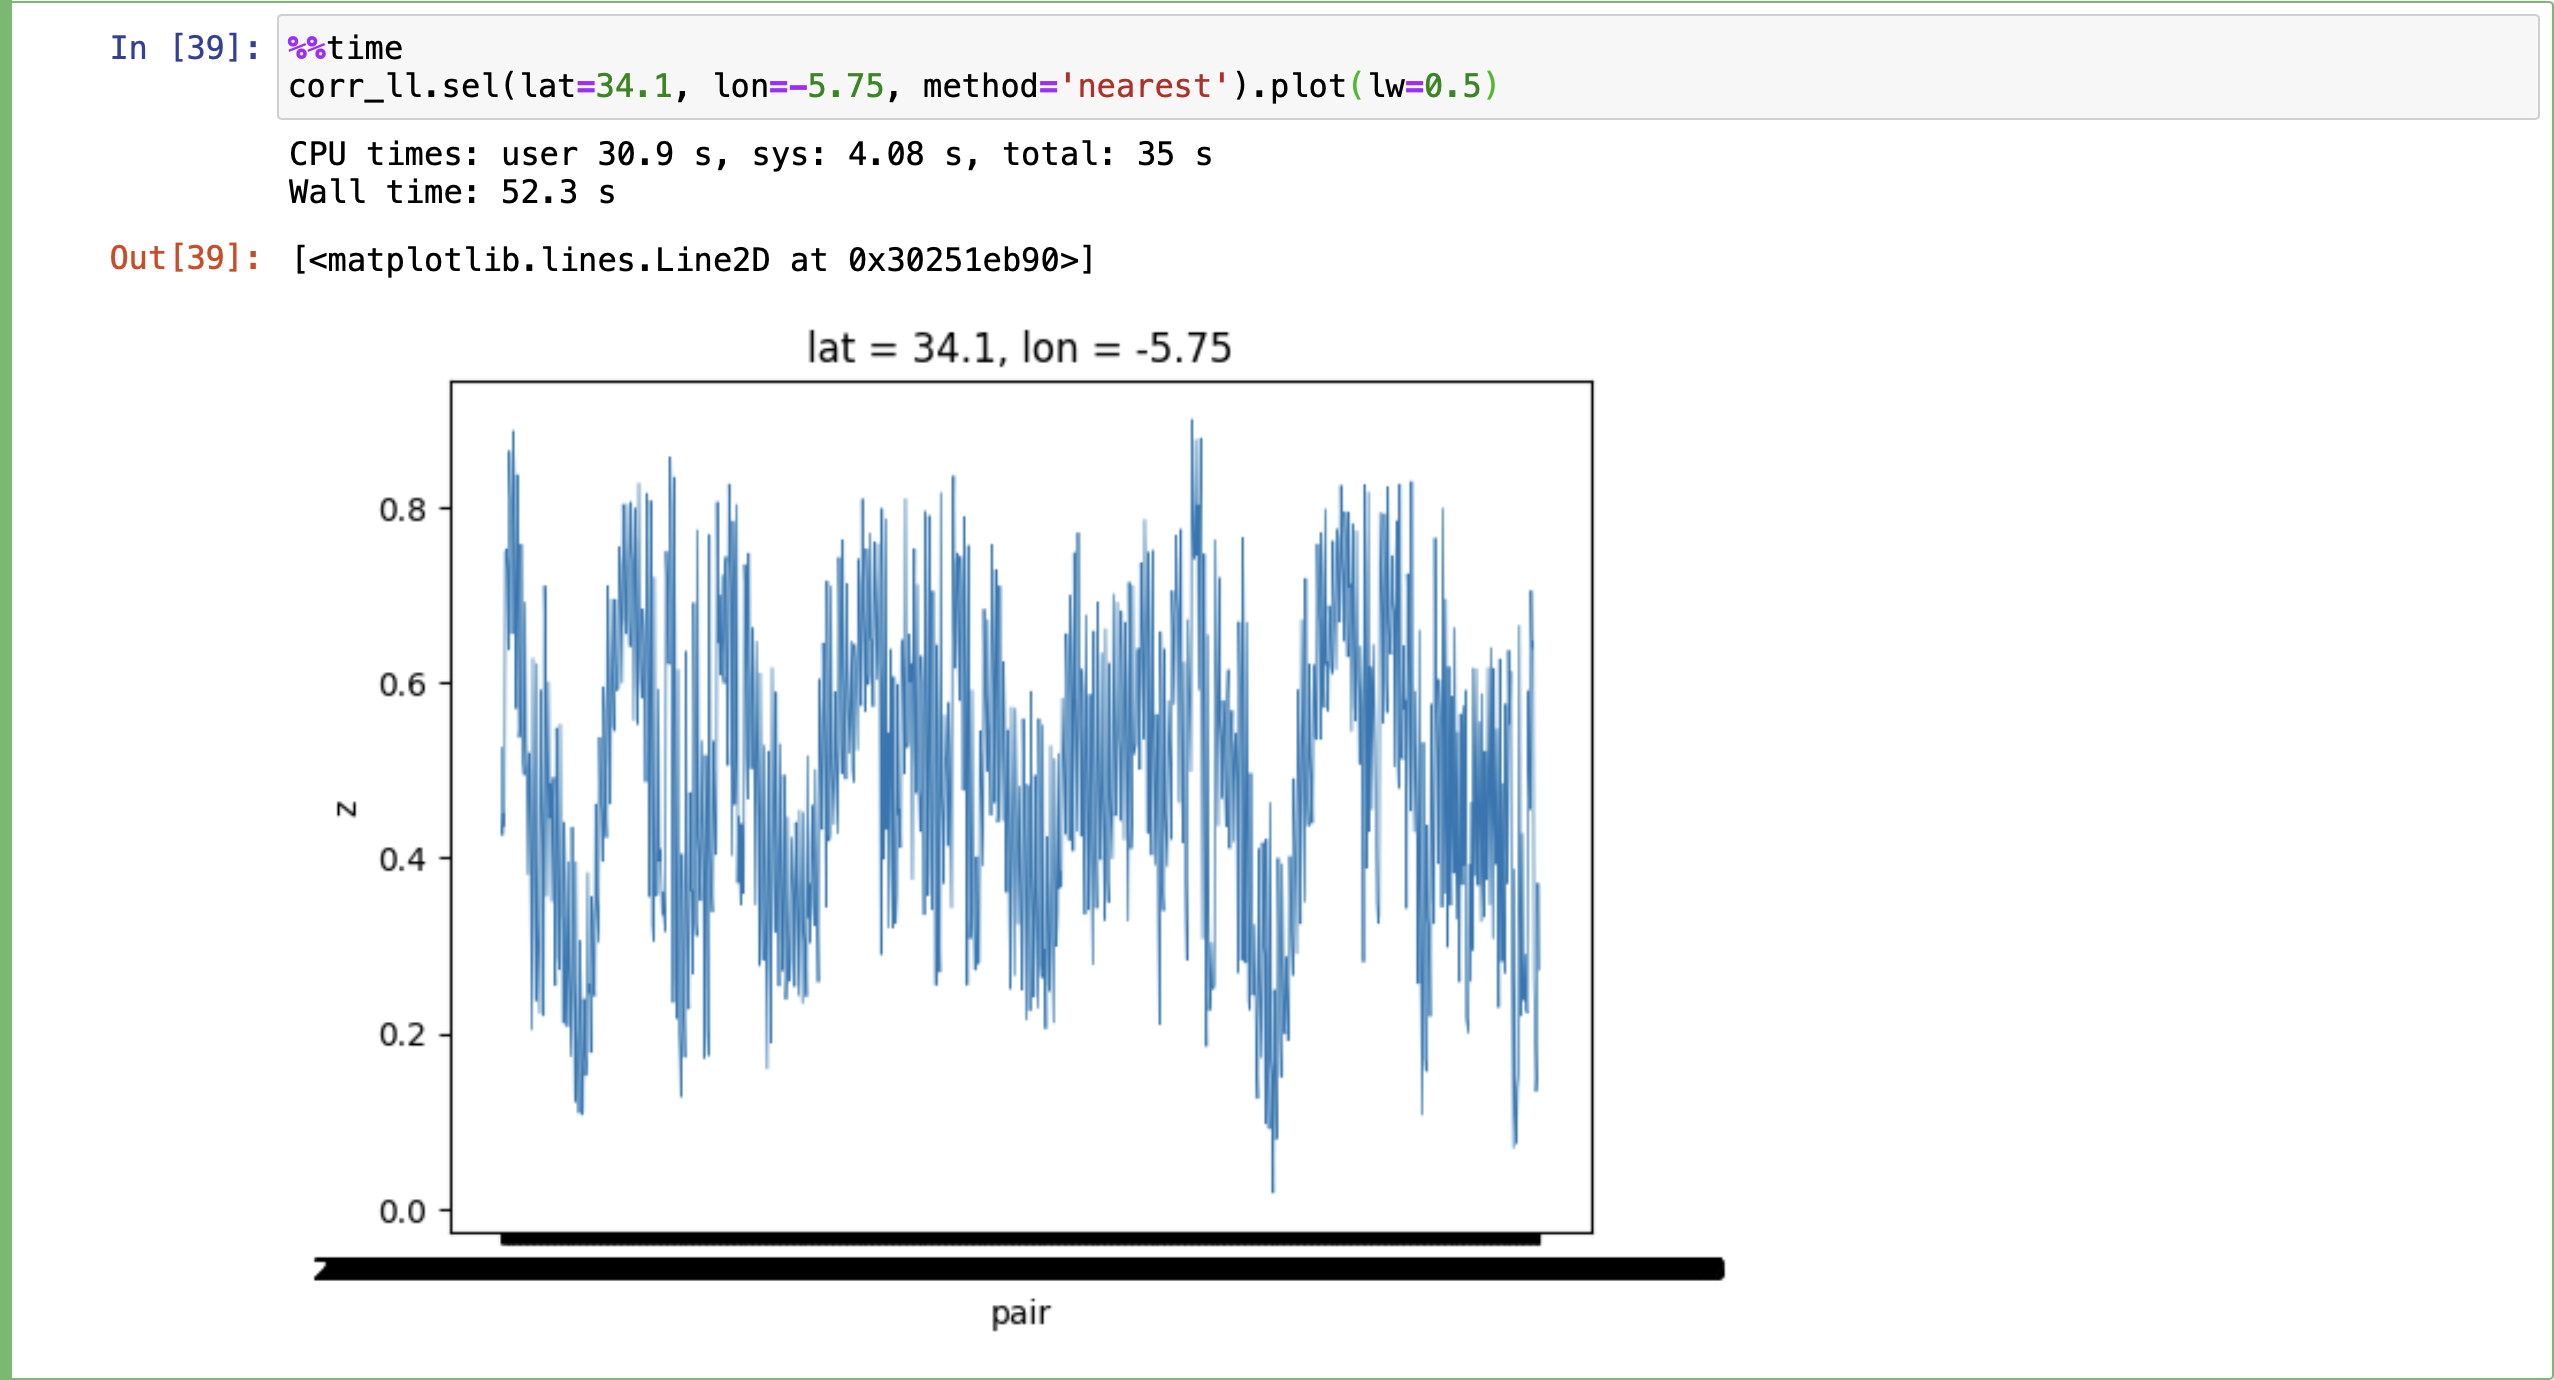 In [39]: %%time
corr_ll.sel(lat=34.1, lon=-5.75, method='nearest').plot(lw=0.5)
CPU times: user 30.9 s, sys: 4.08 s, total: 35 s
Wall time: 52.3 s
Out[39]: [<matplotlib.lines.Line2D at 0x30251eb90>]
lat = 34.1, lon = -5.75
0.8
0.6
z
0.4
0.2
0.0
pair